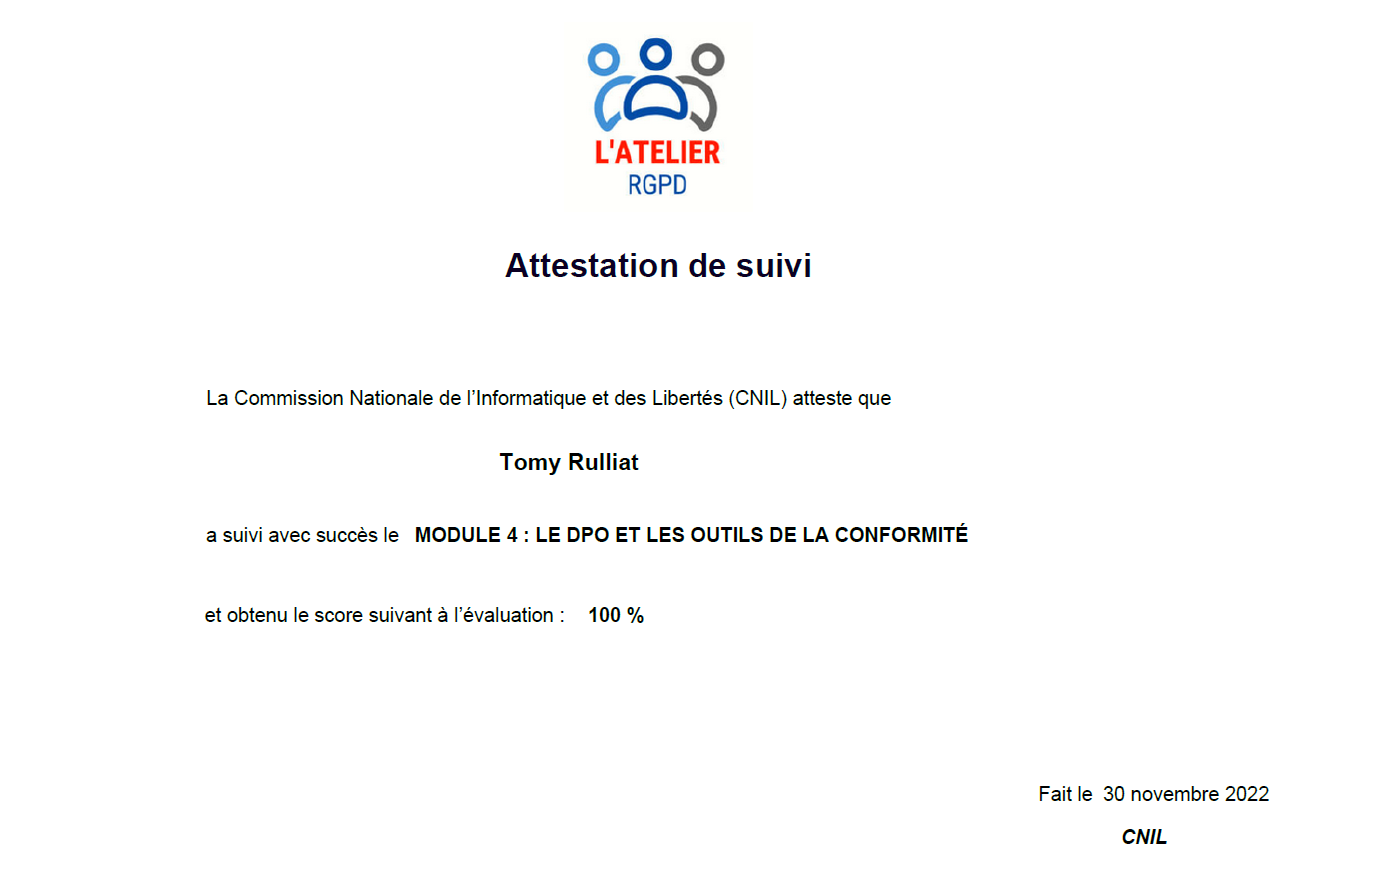 L'ATELIER
RGPD
Attestation de suivi
La Commission Nationale de l’Informatique et des Libertés (CNIL) atteste que
Tomy Rulliat
a suivi avec succès le MODULE 4 : LE DPO ET LES OUTILS DE LA CONFORMITÉ
et obtenu le score suivant à l’évaluation : 100 %
Fait le 30 novembre 2022
CNIL